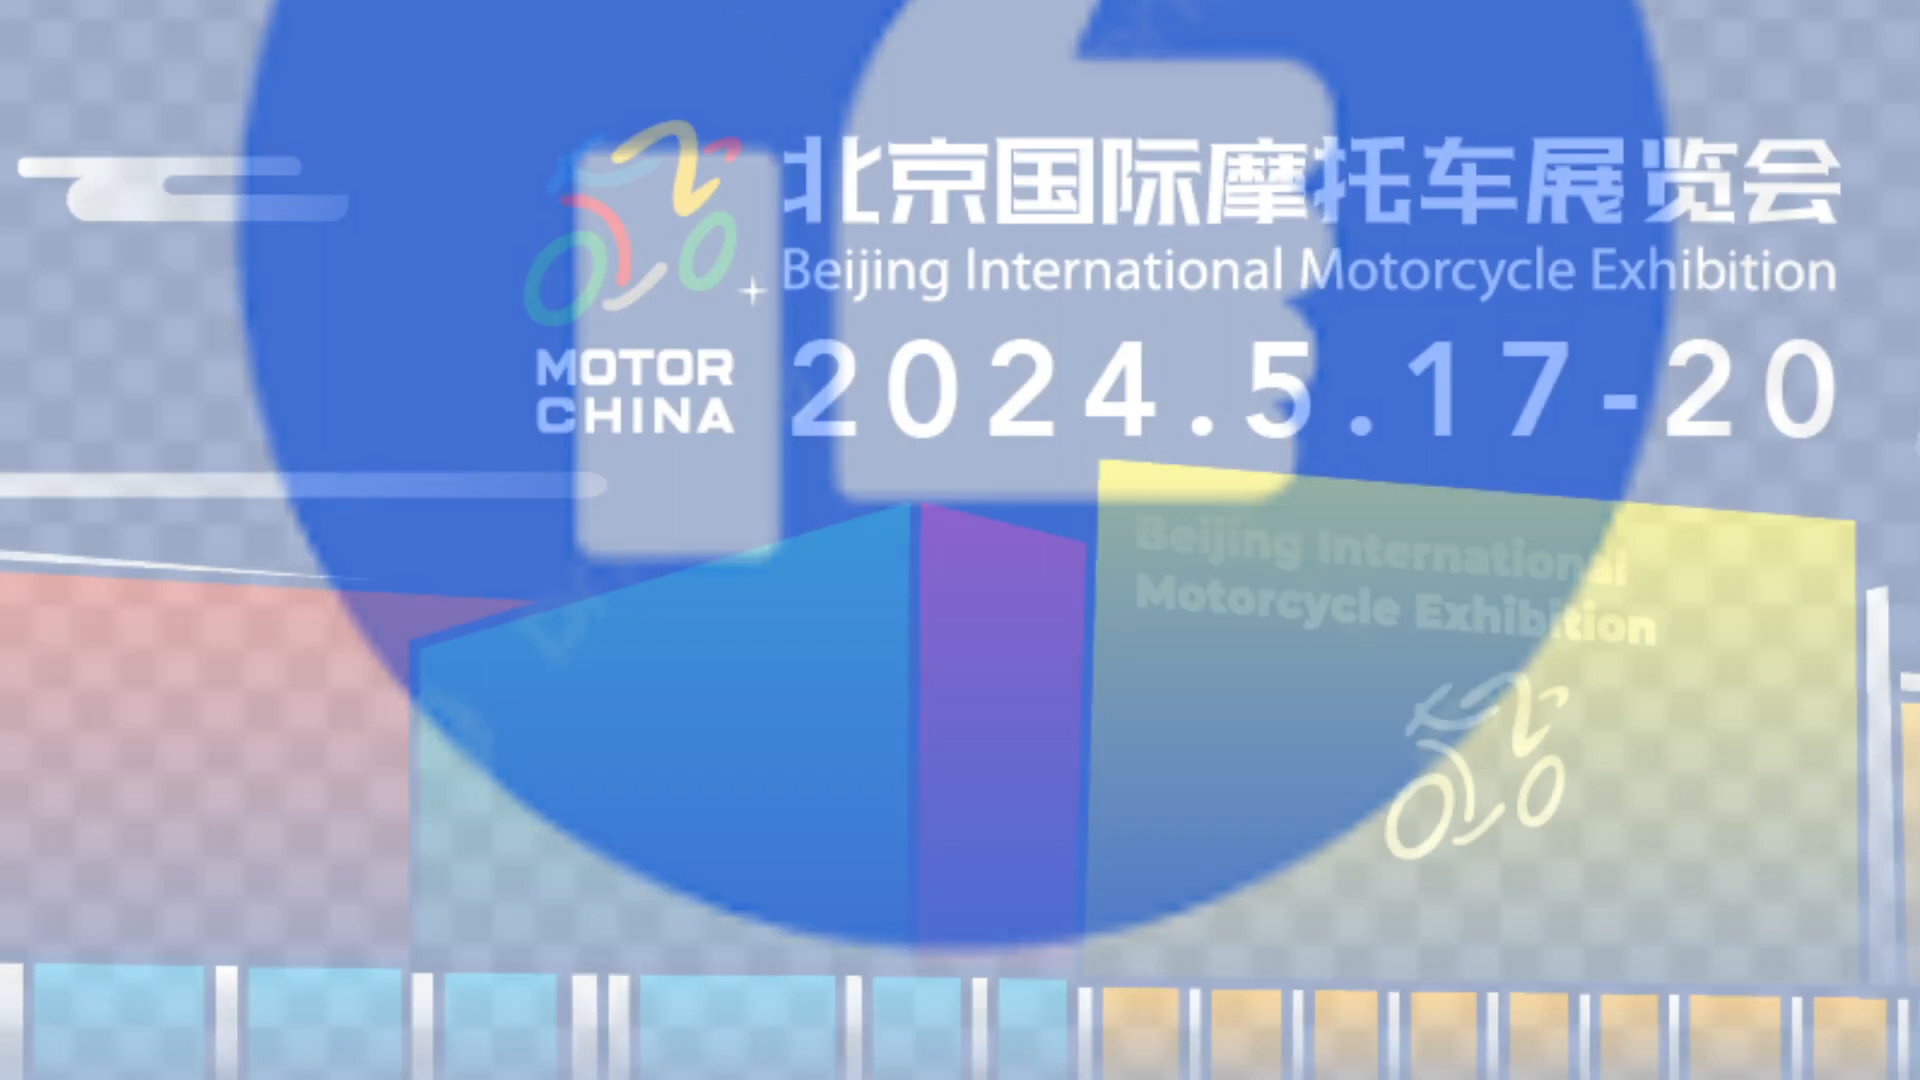 北京国际摩托车展览会
Beijing International Motorcycle Exhibition
MOTOR
CHINA
2024.5.17-20
Beijing International
Motorcycle Exhibition